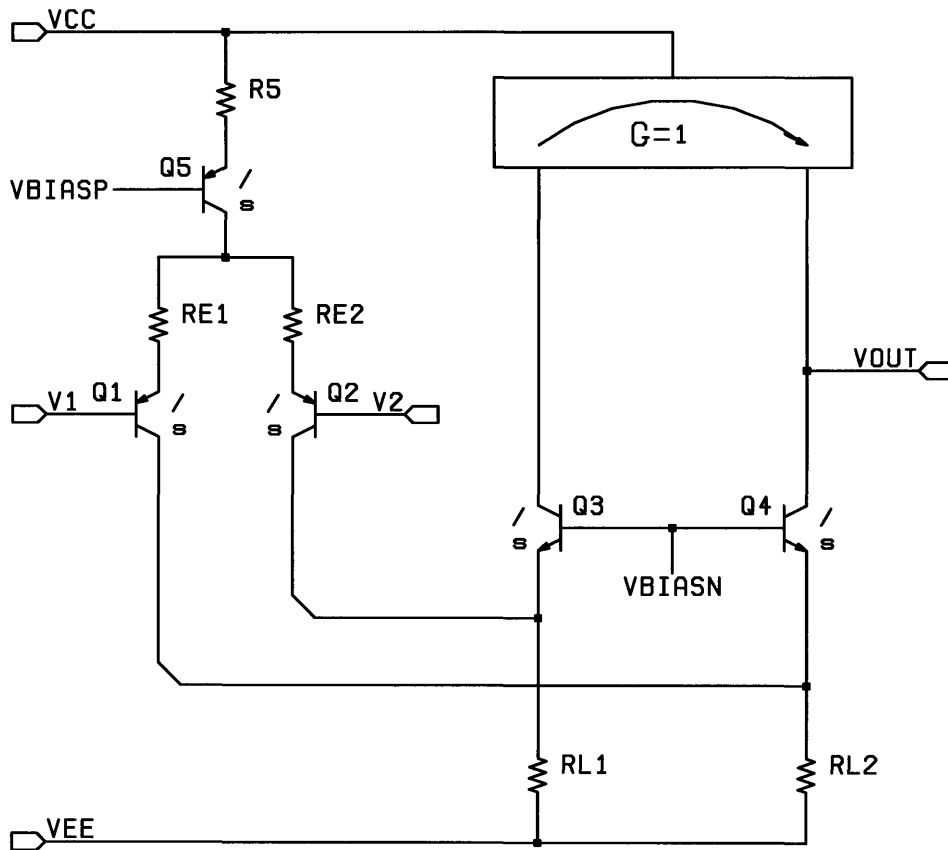 VCC
R5
G=1
Q5
VBIASP
s
RE1
RE2
VOUT
V1
Q1
Q2
V2
s
s
Q3
Q4
s
s
VBIASN
RL1
RL2
VEE